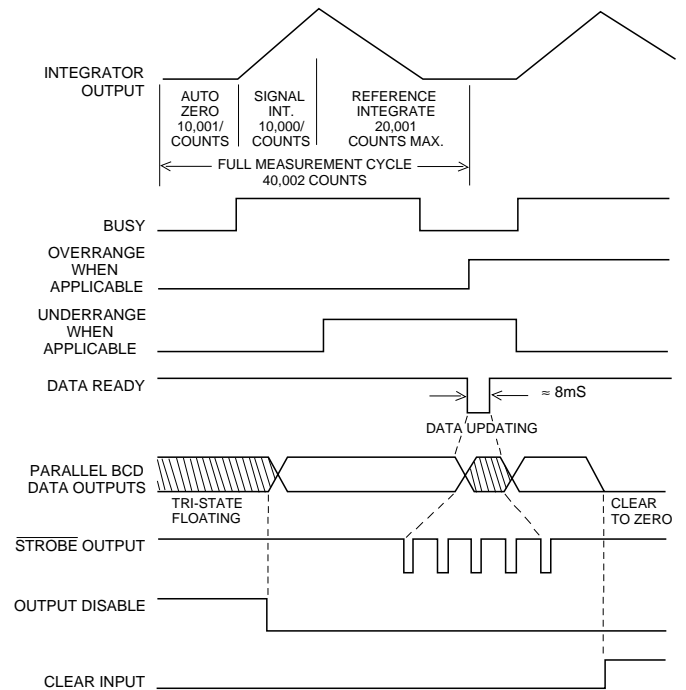 INTEGRATOR
OUTPUT
AUTO
ZERO
10,001/
COUNTS
SIGNAL
INT.
10,000/
COUNTS
REFERENCE
INTEGRATE
20,001
COUNTS MAX.
FULL MEASUREMENT CYCLE
40,002 COUNTS
BUSY
OVERRANGE
WHEN
APPLICABLE
UNDERRANGE
WHEN
APPLICABLE
DATA READY
≈ 8mS
DATA UPDATING
PARALLEL BCD
DATA OUTPUTS
TRI-STATE
FLOATING
CLEAR
TO ZERO
STROBE OUTPUT
OUTPUT DISABLE
CLEAR INPUT